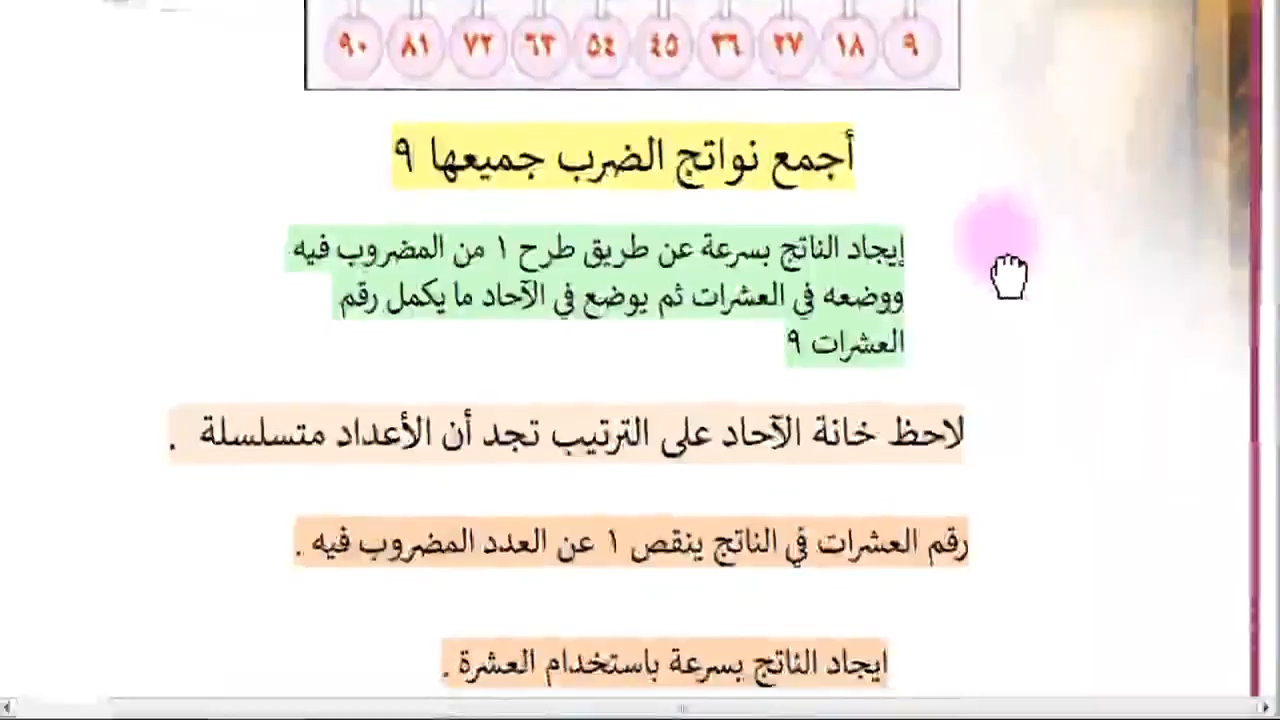 ٩ ١٨ ٢٧ ٣٦ ٤٥ ٥٤ ٦٣ ٧٢ ٨١ ٩٠
أجمع نواتج الضرب جميعها ٩
إيجاد الناتج بسرعة عن طريق طرح ١ من المضروب فيه
ووضعه في العشرات ثم يوضع في الآحاد ما يكمل رقم
العشرات ٩
لاحظ خانة الآحاد على الترتيب تجد أن الأعداد متسلسلة .
رقم العشرات في الناتج ينقص ١ عن العدد المضروب فيه .
ايجاد الناتج بسرعة باستخدام العشرة .